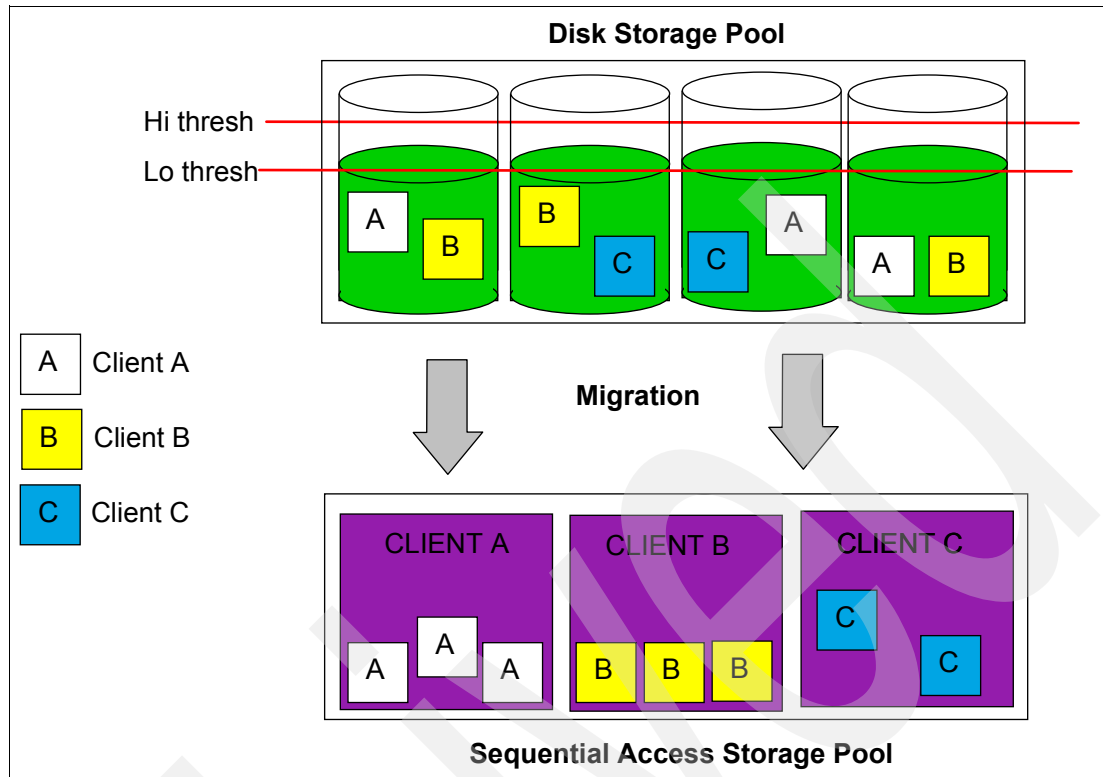 Disk Storage Pool
Hi thresh
Lo thresh
A
B
B
C
C
A
A
B
A Client A
B Client B
C Client C
Migration
CLIENT A
CLIENT B
CLIENT C
A
A
A
B
B
B
C
C
Sequential Access Storage Pool